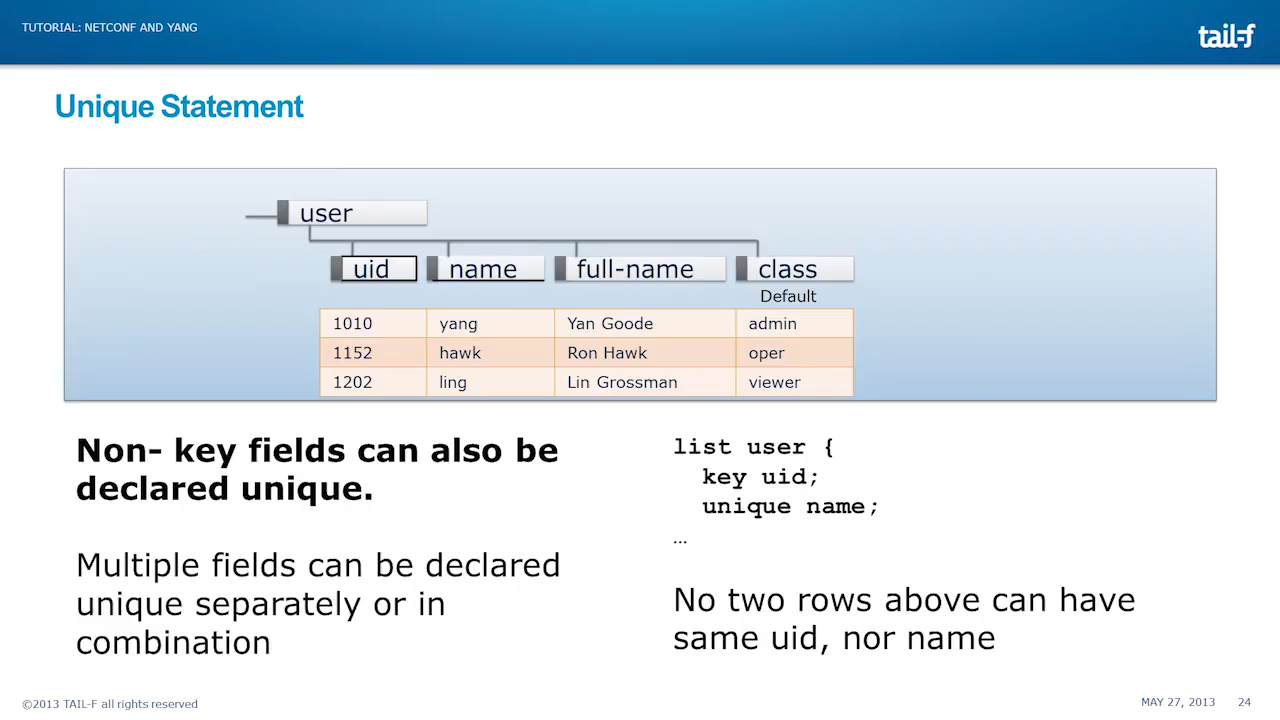 TUTORIAL: NETCONF AND YANG
tail-f
Unique Statement
user
uid name full-name class
Default
1010 yang Yan Goode admin
1152 hawk Ron Hawk oper
1202 ling Lin Grossman viewer
Non- key fields can also be
declared unique.
Multiple fields can be declared
unique separately or in
combination
list user {
key uid;
unique name;
…
No two rows above can have
same uid, nor name
©2013 TAIL-F all rights reserved
MAY 27, 2013 24